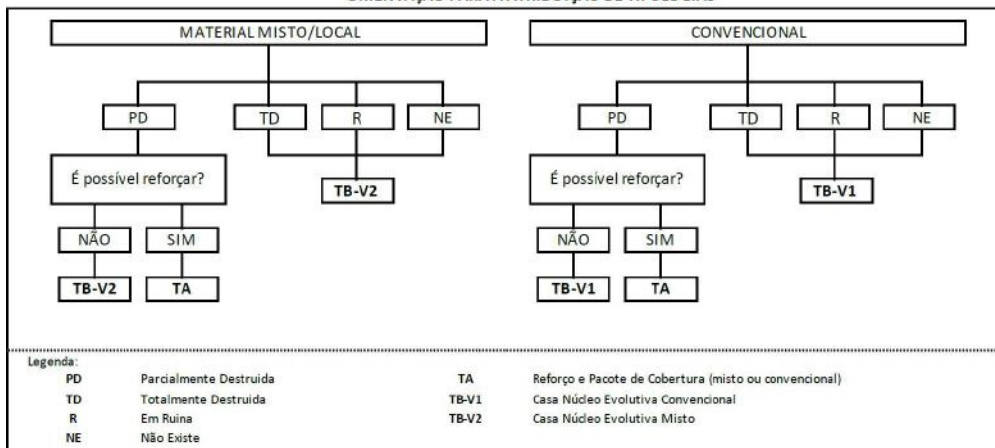 MATERIAL MISTO/LOCAL CONVENCIONAL
PD TD R NE PD TD R NE
É possível reforçar? TB-V2 É possível reforçar? TB-V1
NÃO SIM NÃO SIM
TB-V2 TA TB-V1 TA
Legenda:
PD Parcialmente Destruida TA Reforço e Pacote de Cobertura (misto ou convencional)
TD Totalmente Destruida TB-V1 Casa Núcleo Evolutiva Convencional
R Em Ruina TB-V2 Casa Núcleo Evolutiva Misto
NE Não Existe